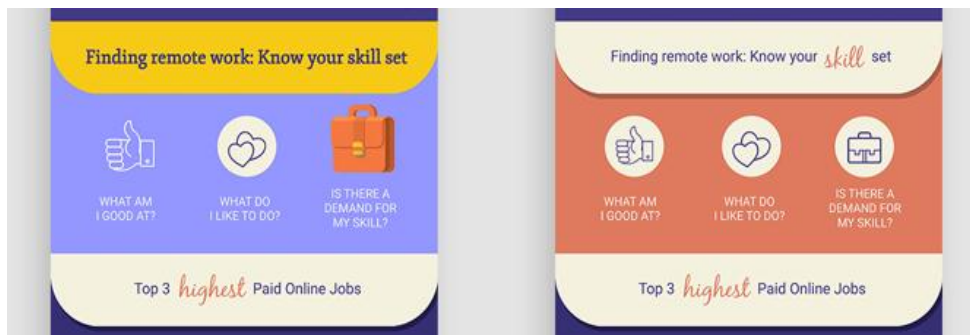 Finding remote work: Know your skill set
WHAT AM
I GOOD AT?
WHAT DO
I LIKE TO DO?
IS THERE A
DEMAND FOR
MY SKILL?
Top 3 highest Paid Online Jobs
Finding remote work: Know your skill set
WHAT AM
I GOOD AT?
WHAT DO
I LIKE TO DO?
IS THERE A
DEMAND FOR
MY SKILL?
Top 3 highest Paid Online Jobs